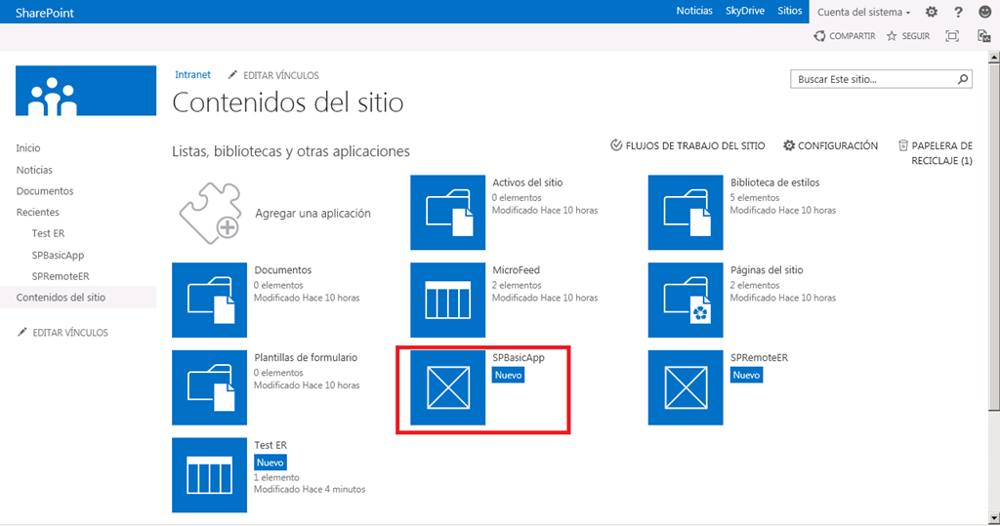 SharePoint
Noticias SkyDrive Sitios Cuenta del sistema ?
COMPARTIR SEGUIR
Intranet EDITAR VÍNCULOS
Contenidos del sitio
Buscar Este sitio...
Inicio
Noticias
Documentos
Recientes
Test ER
SPBasicApp
SPRemoteER
Contenidos del sitio
EDITAR VÍNCULOS
Listas, bibliotecas y otras aplicaciones
FLUJOS DE TRABAJO DEL SITIO CONFIGURACIÓN PAPELERA DE
RECICLAJE (1)
Agregar una aplicación
Activos del sitio
0 elementos
Modificado Hace 10 horas
Biblioteca de estilos
5 elementos
Modificado Hace 10 horas
Documentos
0 elementos
Modificado Hace 10 horas
MicroFeed
2 elementos
Modificado Hace 10 horas
Páginas del sitio
2 elementos
Modificado Hace 10 horas
Plantillas de formulario
0 elementos
Modificado Hace 10 horas
SPBasicApp
Nuevo
SPRemoteER
Nuevo
Test ER
Nuevo
1 elemento
Modificado Hace 4 minutos